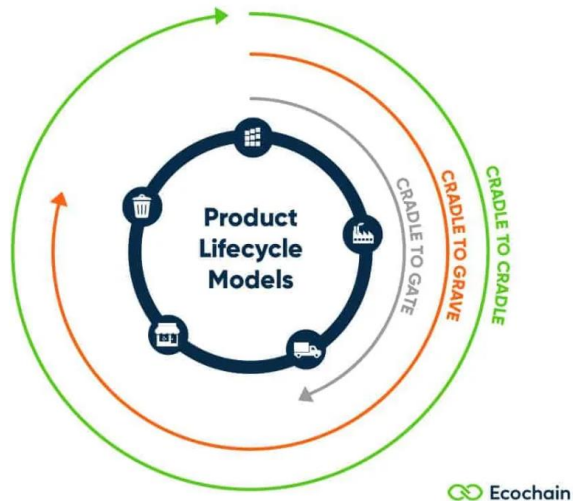 Product
Lifecycle
Models
CRADLE TO GATE
CRADLE TO GRAVE
CRADLE TO CRADLE
Ecochain